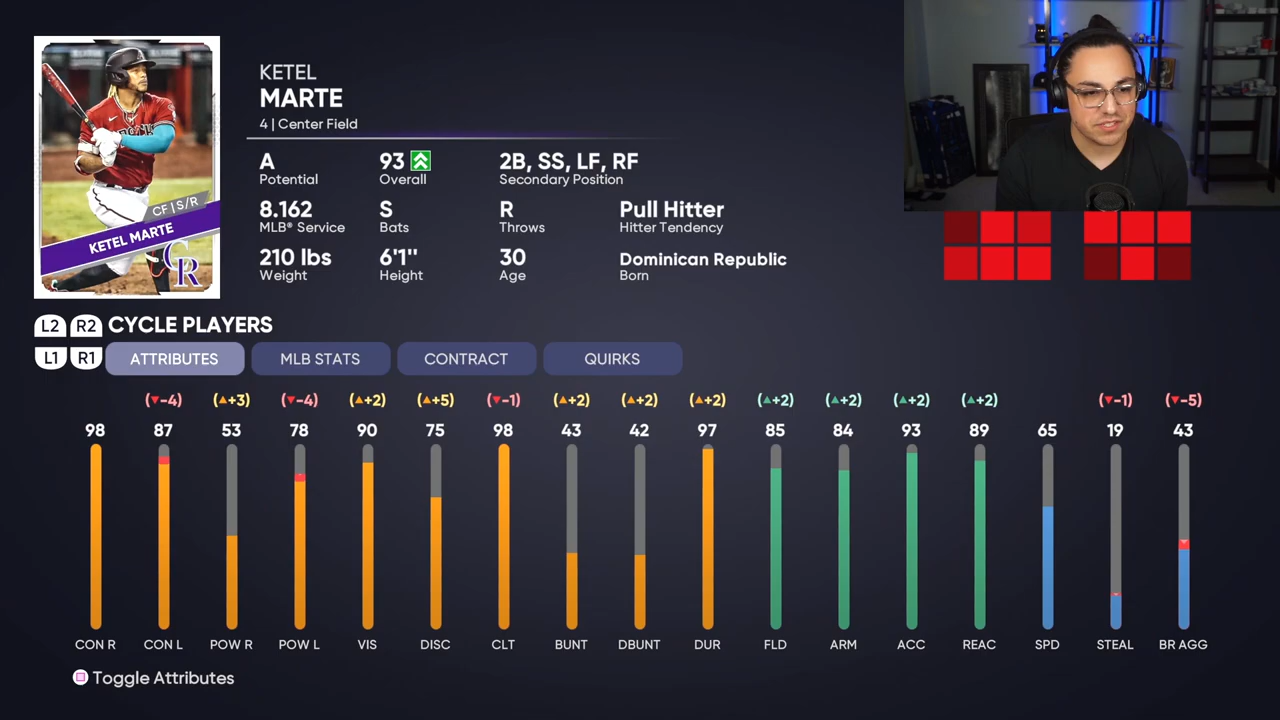 KETEL
MARTE
4 | Center Field
A
Potential
93
Overall
2B, SS, LF, RF
Secondary Position
8.162
MLB® Service
S
Bats
R
Throws
Pull Hitter
Hitter Tendency
210 lbs
Weight
6'1"
Height
30
Age
Dominican Republic
Born
CF | S/R
KETEL MARTE
CR
L2 R2 CYCLE PLAYERS
L1 R1 ATTRIBUTES MLB STATS CONTRACT QUIRKS
(▼-4) (▲+3) (▼-4) (▲+2) (▲+5) (▼-1) (▲+2) (▲+2) (▲+2) (▲+2) (▲+2) (▲+2) (▲+2) (▼-1) (▼-5)
98 87 53 78 90 75 98 43 42 97 85 84 93 89 65 19 43
CON R CON L POW R POW L VIS DISC CLT BUNT DBUNT DUR FLD ARM ACC REAC SPD STEAL BR AGG
Toggle Attributes